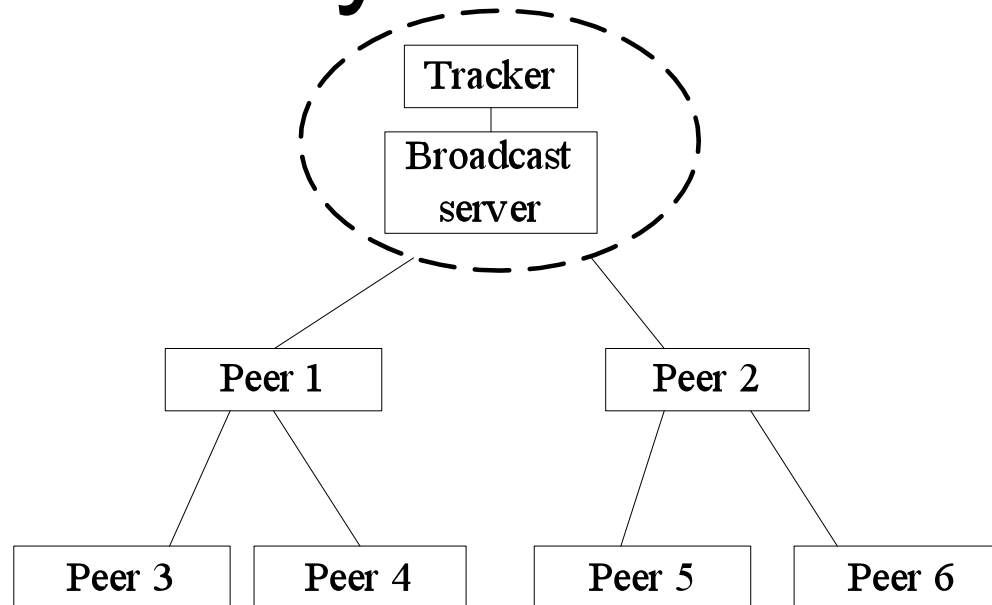 Tracker
Broadcast
server
Peer 1
Peer 2
Peer 3
Peer 4
Peer 5
Peer 6